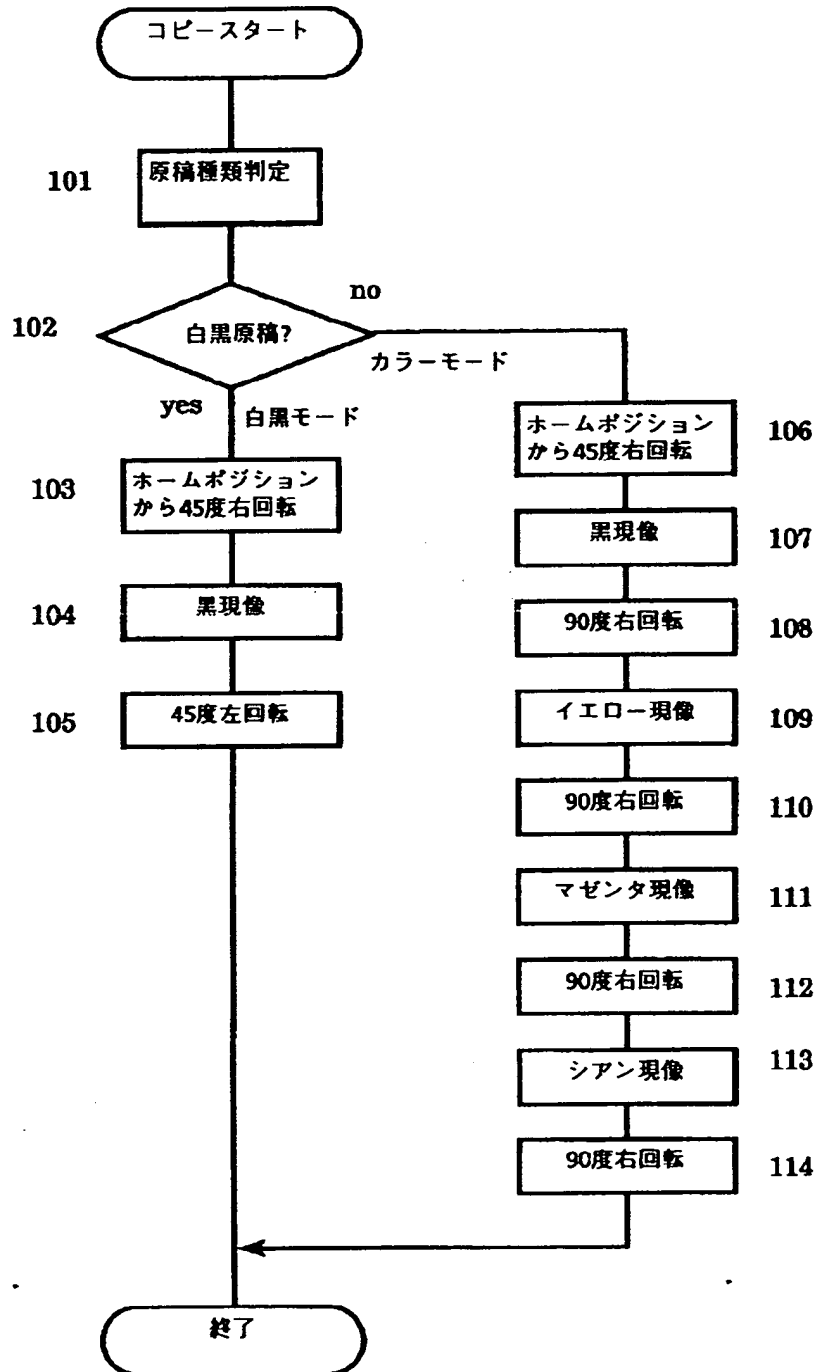 コピースタート
101
原稿種類判定
102
白黒原稿?
no
カラーモード
yes
白黒モード
103
ホームポジション
から45度右回転
104
黒現像
105
45度左回転
ホームポジション
から45度右回転
106
黒現像
107
90度右回転
108
イエロー現像
109
90度右回転
110
マゼンタ現像
111
90度右回転
112
シアン現像
113
90度右回転
114
終了